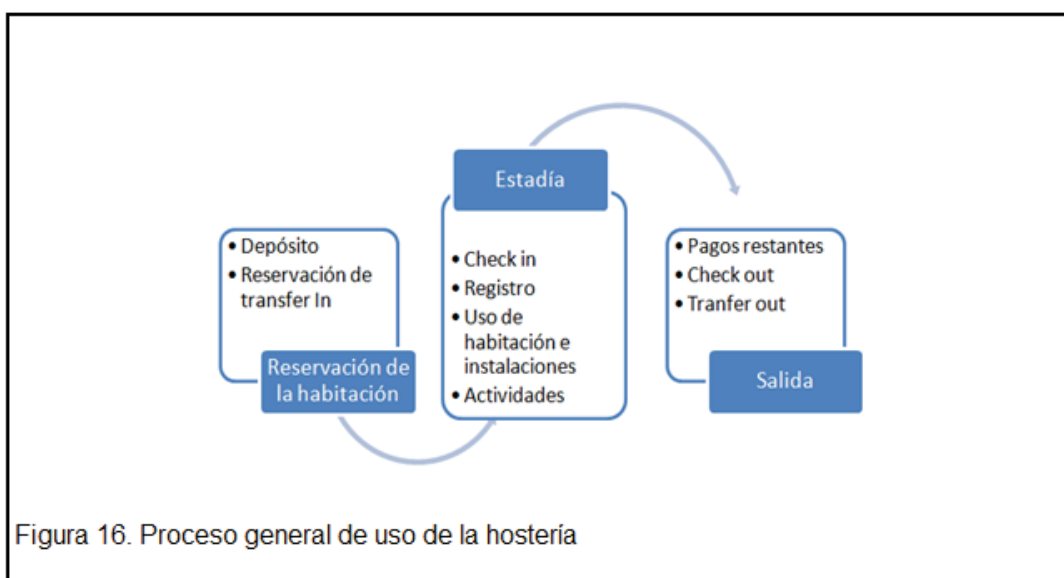 • Depósito
• Reservación de
transfer In
Reservación de
la habitación
Estadía
• Check in
• Registro
• Uso de
habitación e
instalaciones
• Actividades
• Pagos restantes
• Check out
• Tranfer out
Salida
Figura 16. Proceso general de uso de la hostería